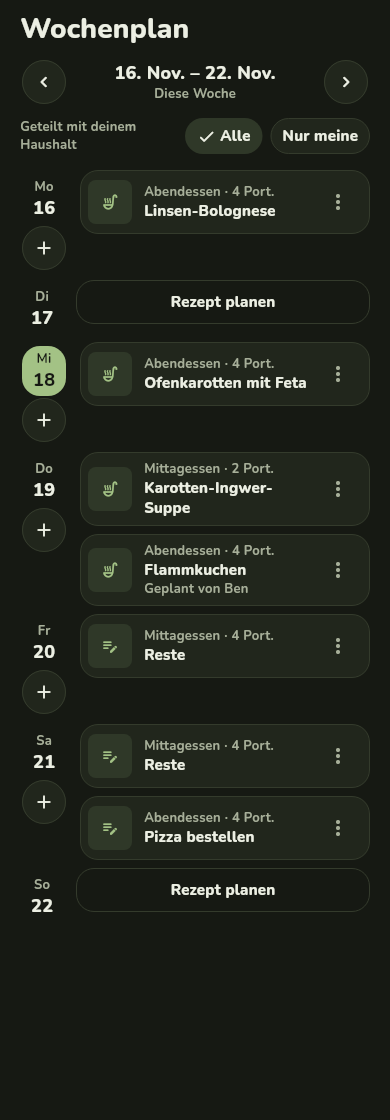 Wochenplan
16. Nov. – 22. Nov.
Diese Woche
Geteilt mit deinem
Haushalt
Alle
Nur meine
Mo
16
Abendessen · 4 Port.
Linsen-Bolognese
Di
17
Rezept planen
Mi
18
Abendessen · 4 Port.
Ofenkarotten mit Feta
Do
19
Mittagessen · 2 Port.
Karotten-Ingwer-
Suppe
Abendessen · 4 Port.
Flammkuchen
Geplant von Ben
Fr
20
Mittagessen · 4 Port.
Reste
Sa
21
Mittagessen · 4 Port.
Reste
Abendessen · 4 Port.
Pizza bestellen
So
22
Rezept planen